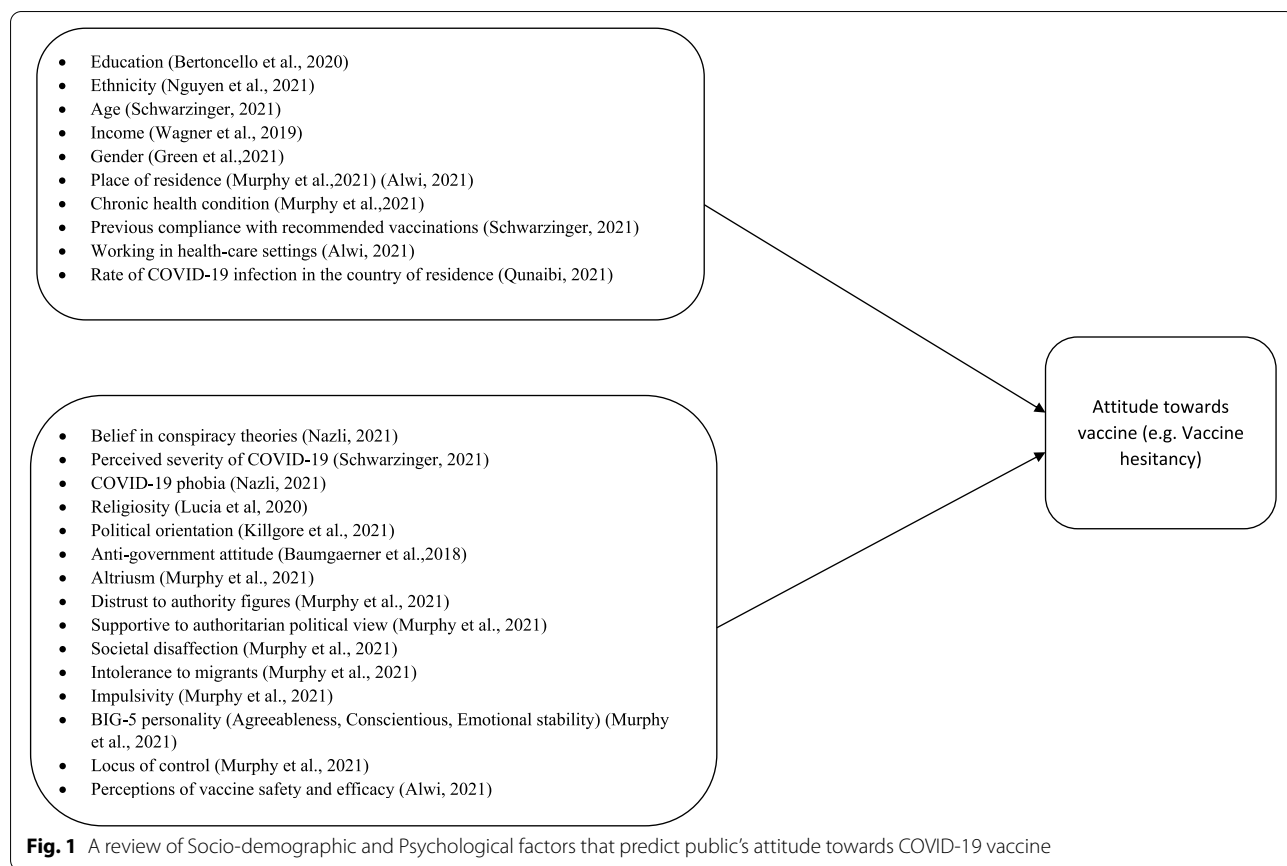 • Education (Bertoncello et al., 2020)
• Ethnicity (Nguyen et al., 2021)
• Age (Schwarzinger, 2021)
• Income (Wagner et al., 2019)
• Gender (Green et al.,2021)
• Place of residence (Murphy et al.,2021) (Alwi, 2021)
• Chronic health condition (Murphy et al.,2021)
• Previous compliance with recommended vaccinations (Schwarzinger, 2021)
• Working in health-care settings (Alwi, 2021)
• Rate of COVID-19 infection in the country of residence (Qunaibi, 2021)
• Belief in conspiracy theories (Nazli, 2021)
• Perceived severity of COVID-19 (Schwarzinger, 2021)
• COVID-19 phobia (Nazli, 2021)
• Religiosity (Lucia et al, 2020)
• Political orientation (Killgore et al., 2021)
• Anti-government attitude (Baumgaerner et al.,2018)
• Altriusm (Murphy et al., 2021)
• Distrust to authority figures (Murphy et al., 2021)
• Supportive to authoritarian political view (Murphy et al., 2021)
• Societal disaffection (Murphy et al., 2021)
• Intolerance to migrants (Murphy et al., 2021)
• Impulsivity (Murphy et al., 2021)
• BIG-5 personality (Agreeableness, Conscientious, Emotional stability) (Murphy
et al., 2021)
• Locus of control (Murphy et al., 2021)
• Perceptions of vaccine safety and efficacy (Alwi, 2021)
Attitude towards
vaccine (e.g. Vaccine
hesitancy)
Fig. 1 A review of Socio-demographic and Psychological factors that predict public's attitude towards COVID-19 vaccine